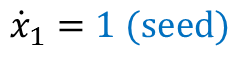 ẋ₁ = 1 (seed)